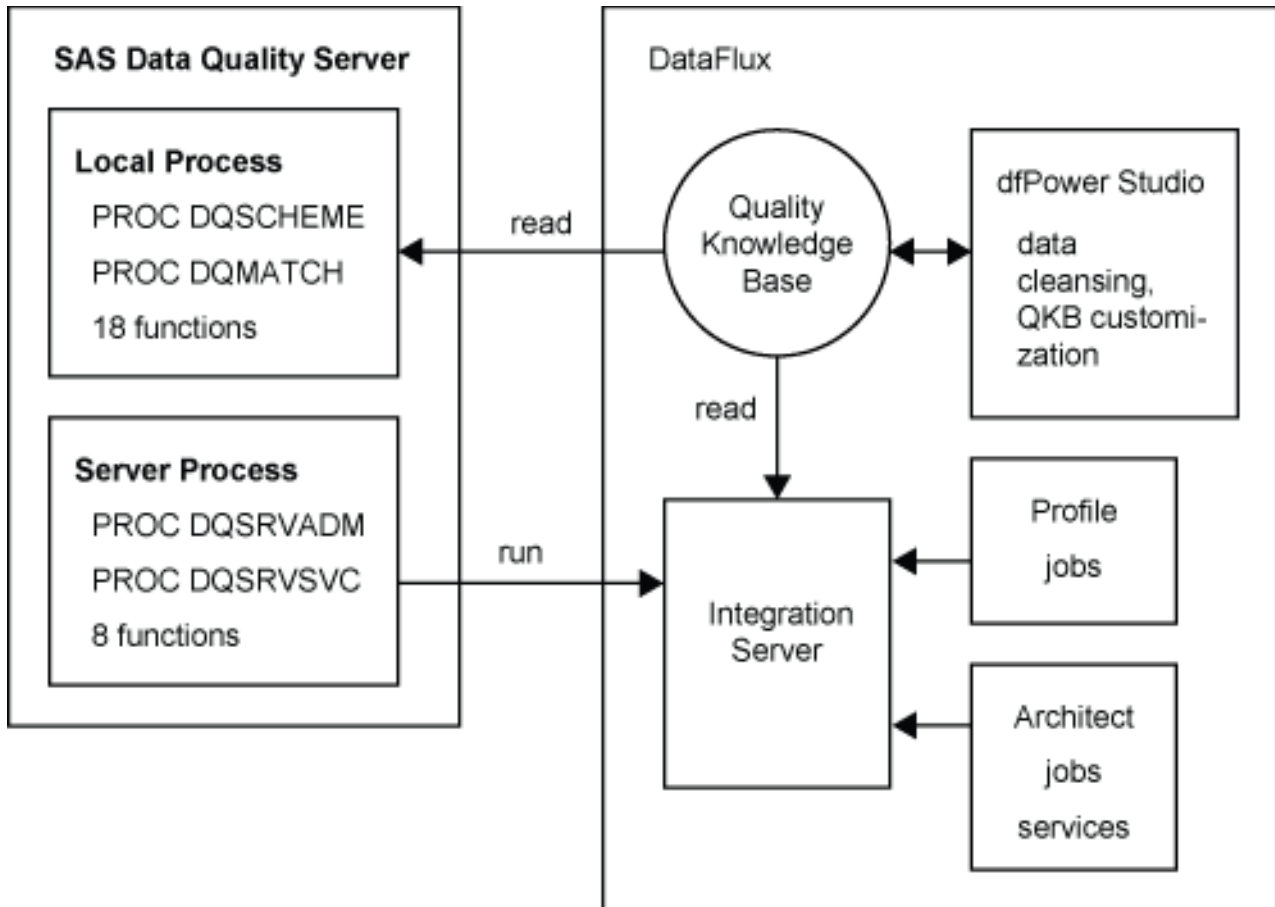 SAS Data Quality Server
Local Process
PROC DQSCHEME
PROC DQMATCH
18 functions
Server Process
PROC DQSRVADM
PROC DQSRVSVC
8 functions
read
run
DataFlux
Quality
Knowledge
Base
read
Integration
Server
dfPower Studio
data
cleansing,
QKB customi-
zation
Profile
jobs
Architect
jobs
services